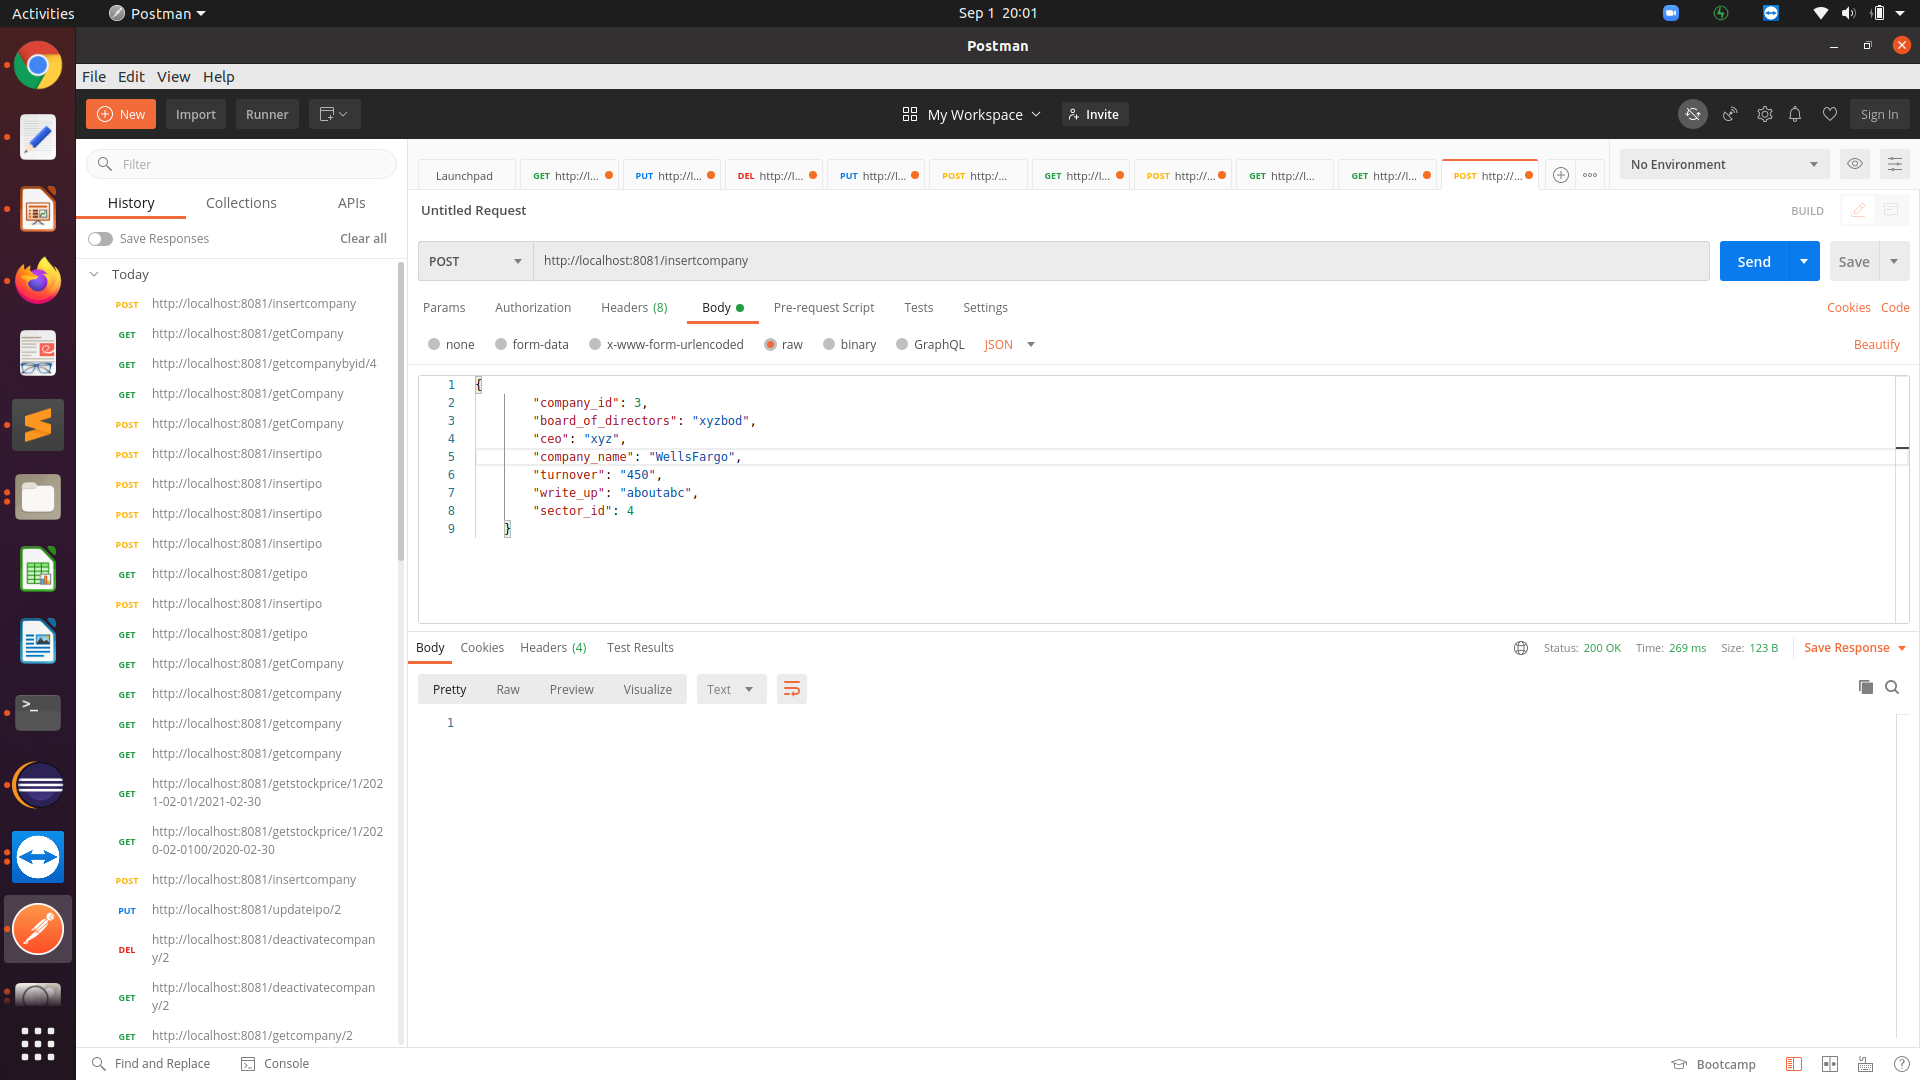 Activities
Postman
Sep 1 20:01
Postman
File Edit View Help
New Import Runner
My Workspace
Invite
Sign In
Filter
History Collections APIs
Save Responses Clear all
Today
POST http://localhost:8081/insertcompany
GET http://localhost:8081/getCompany
GET http://localhost:8081/getcompanybyid/4
GET http://localhost:8081/getCompany
POST http://localhost:8081/getCompany
POST http://localhost:8081/insertipo
POST http://localhost:8081/insertipo
POST http://localhost:8081/insertipo
POST http://localhost:8081/insertipo
GET http://localhost:8081/getipo
POST http://localhost:8081/insertipo
GET http://localhost:8081/getipo
GET http://localhost:8081/getCompany
GET http://localhost:8081/getcompany
GET http://localhost:8081/getcompany
GET http://localhost:8081/getcompany
GET http://localhost:8081/getstockprice/1/202
1-02-01/2021-02-30
GET http://localhost:8081/getstockprice/1/202
0-02-0100/2020-02-30
POST http://localhost:8081/insertcompany
PUT http://localhost:8081/updateipo/2
DEL http://localhost:8081/deactivatecompan
y/2
GET http://localhost:8081/deactivatecompan
y/2
GET http://localhost:8081/getcompany/2
Launchpad GET http://l... PUT http://l... DEL http://l... PUT http://l... POST http:/... GET http://l... POST http://... GET http://l... GET http://l... POST http://...
No Environment
Untitled Request
BUILD
POST http://localhost:8081/insertcompany
Send Save
Params Authorization Headers (8) Body Pre-request Script Tests Settings
Cookies Code
none form-data x-www-form-urlencoded raw binary GraphQL JSON
Beautify
1 {
2 "company_id": 3,
3 "board_of_directors": "xyzbod",
4 "ceo": "xyz",
5 "company_name": "WellsFargo",
6 "turnover": "450",
7 "write_up": "aboutabc",
8 "sector_id": 4
9 }
Body Cookies Headers (4) Test Results
Status: 200 OK Time: 269 ms Size: 123 B Save Response
Pretty Raw Preview Visualize Text
1
Find and Replace Console
Bootcamp